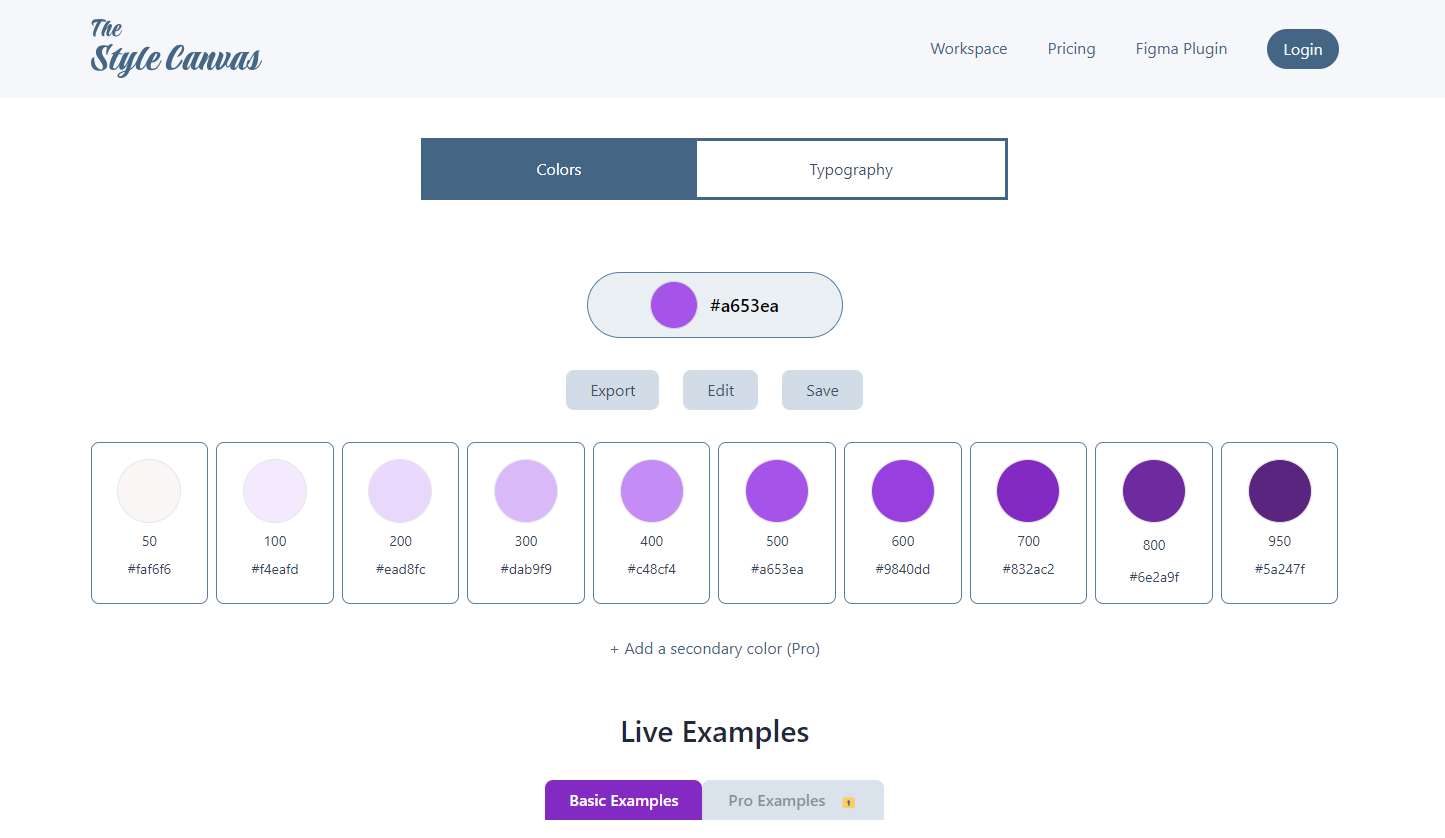 The
Style Canvas
Workspace Pricing Figma Plugin Login
Colors Typography
#a653ea
Export Edit Save
50 100 200 300 400 500 600 700 800 950
#faf6f6 #f4eafd #ead8fc #dab9f9 #c48cf4 #a653ea #9840dd #832ac2 #6e2a9f #5a247f
+ Add a secondary color (Pro)
Live Examples
Basic Examples Pro Examples